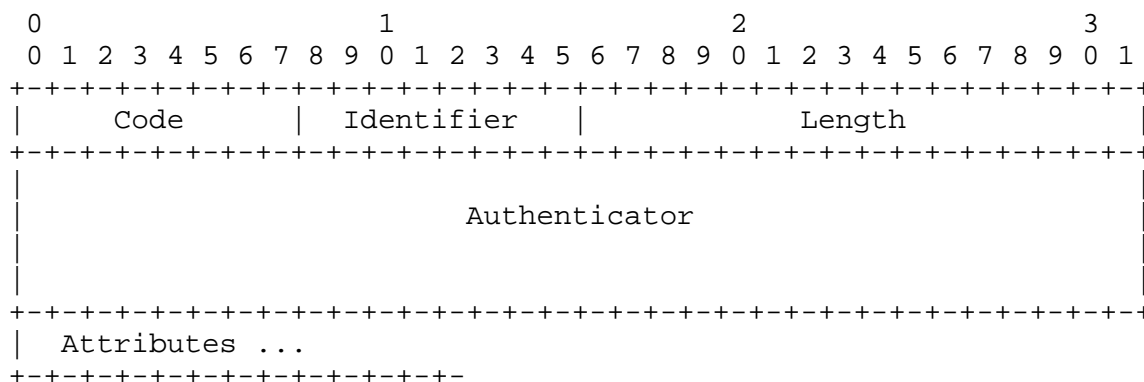 0                   1                   2                   3
 0 1 2 3 4 5 6 7 8 9 0 1 2 3 4 5 6 7 8 9 0 1 2 3 4 5 6 7 8 9 0 1
+-+-+-+-+-+-+-+-+-+-+-+-+-+-+-+-+-+-+-+-+-+-+-+-+-+-+-+-+-+-+-+-+
|     Code      |  Identifier   |            Length             |
+-+-+-+-+-+-+-+-+-+-+-+-+-+-+-+-+-+-+-+-+-+-+-+-+-+-+-+-+-+-+-+-+
|                                                               |
|                         Authenticator                         |
|                                                               |
|                                                               |
+-+-+-+-+-+-+-+-+-+-+-+-+-+-+-+-+-+-+-+-+-+-+-+-+-+-+-+-+-+-+-+-+
|  Attributes ...
+-+-+-+-+-+-+-+-+-+-+-+-+-